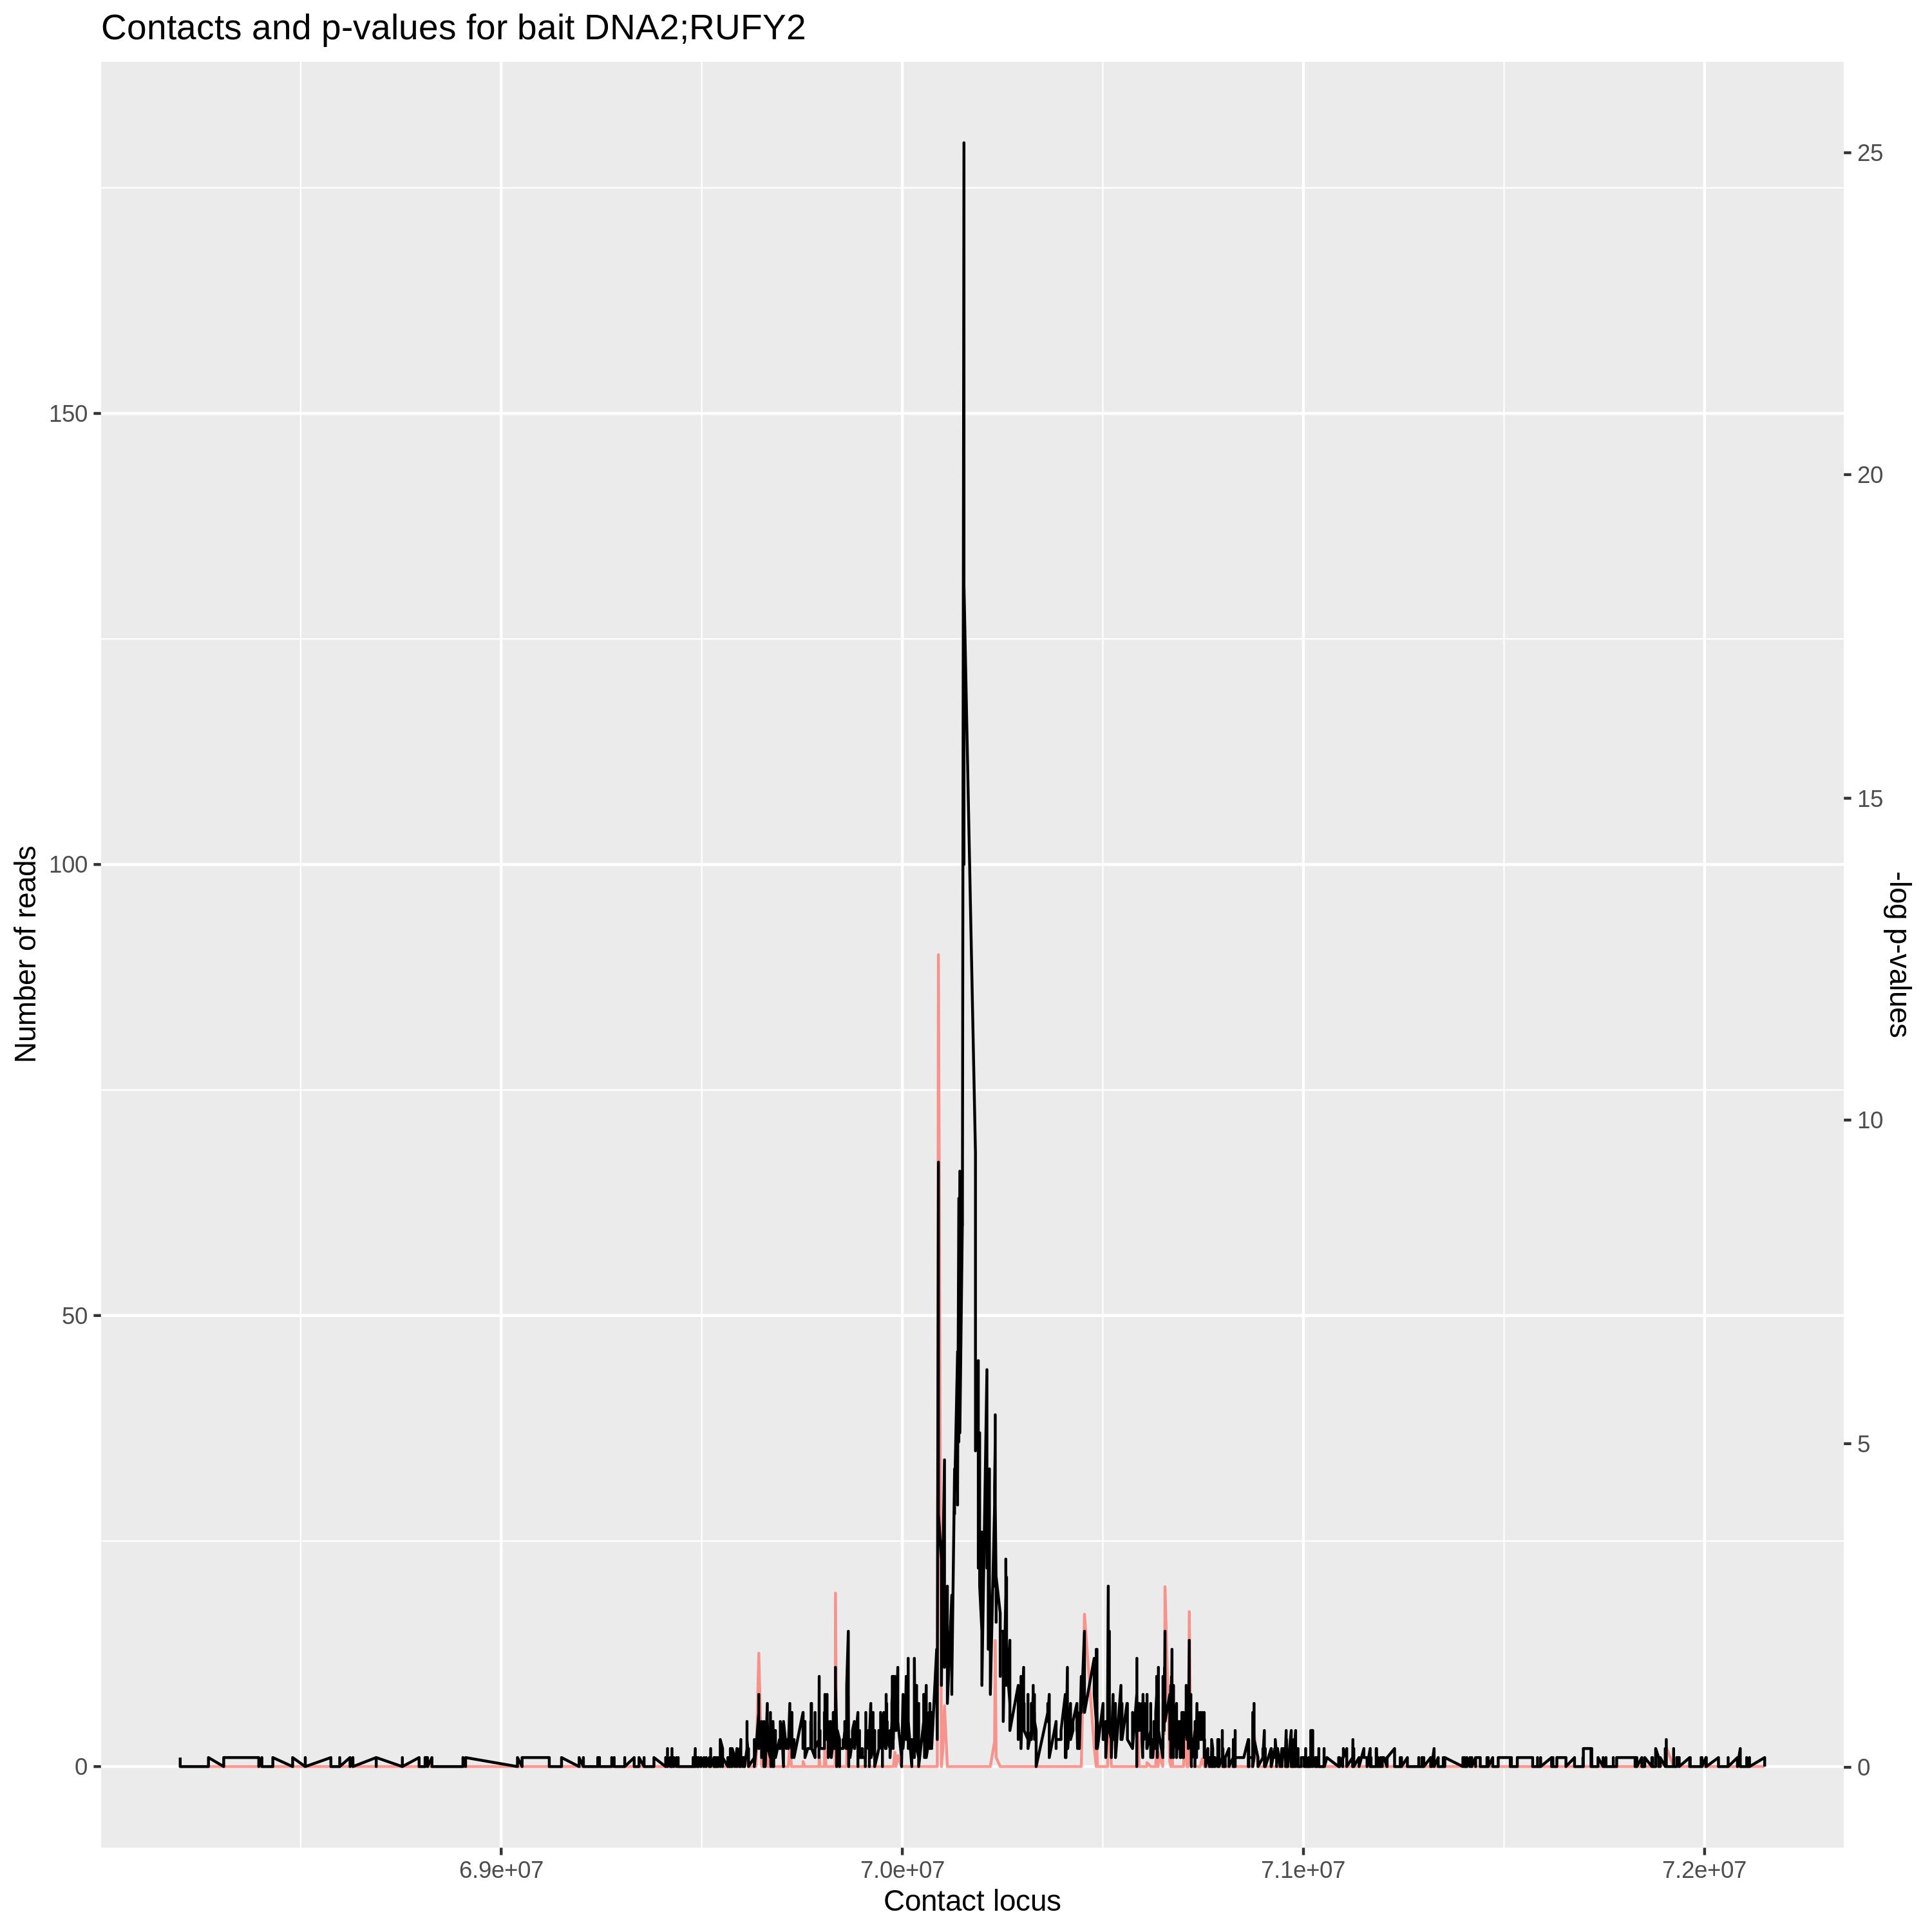 Contacts and p-values for bait DNA2;RUFY2
Number of reads
150
100
50
0
25
20
15
10
5
0
-log p-values
6.9e+07
7.0e+07
7.1e+07
7.2e+07
Contact locus